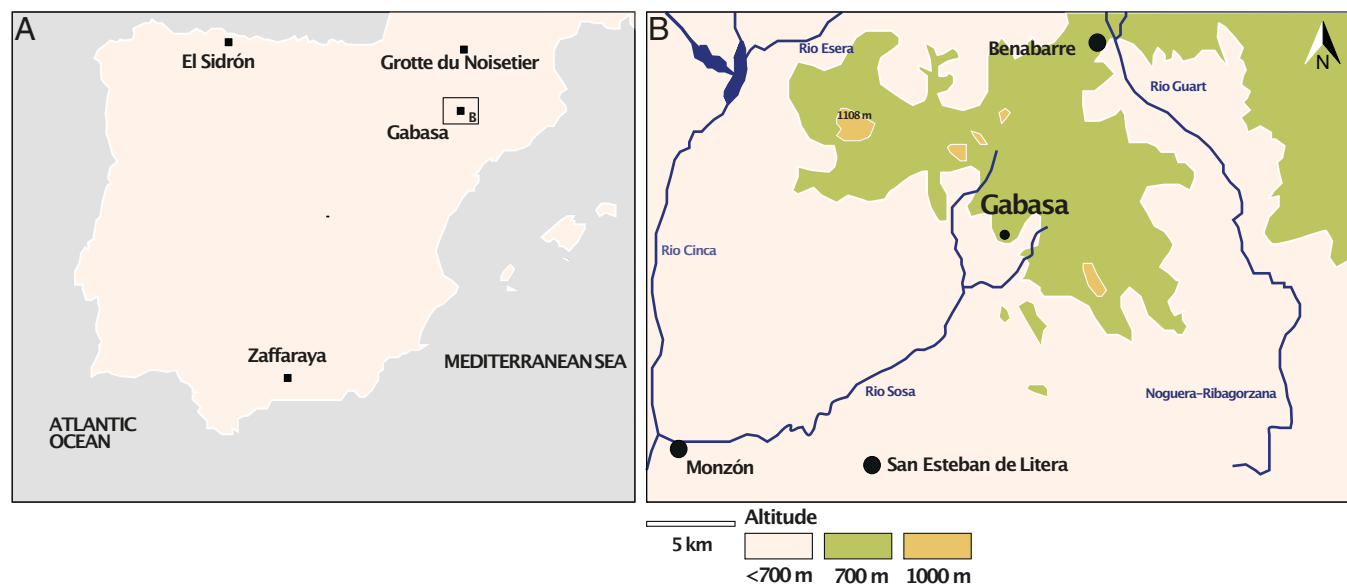 A
El Sidrón
Grotte du Noisetier
B
Gabasa
Zaffaraya
MEDITERRANEAN SEA
ATLANTIC
OCEAN
B
Rio Esera
Benabarre
N
Rio Guart
1108 m
Gabasa
Rio Cinca
Rio Sosa
Noguera-Ribagorzana
Monzón
San Esteban de Litera
Altitude
5 km
<700 m
700 m
1000 m